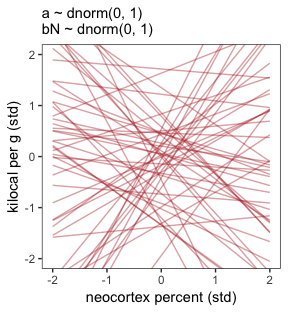 a ~ dnorm(0, 1)
bN ~ dnorm(0, 1)
kilocal per g (std)
2
1
0
-1
-2
-2
-1
0
1
2
neocortex percent (std)